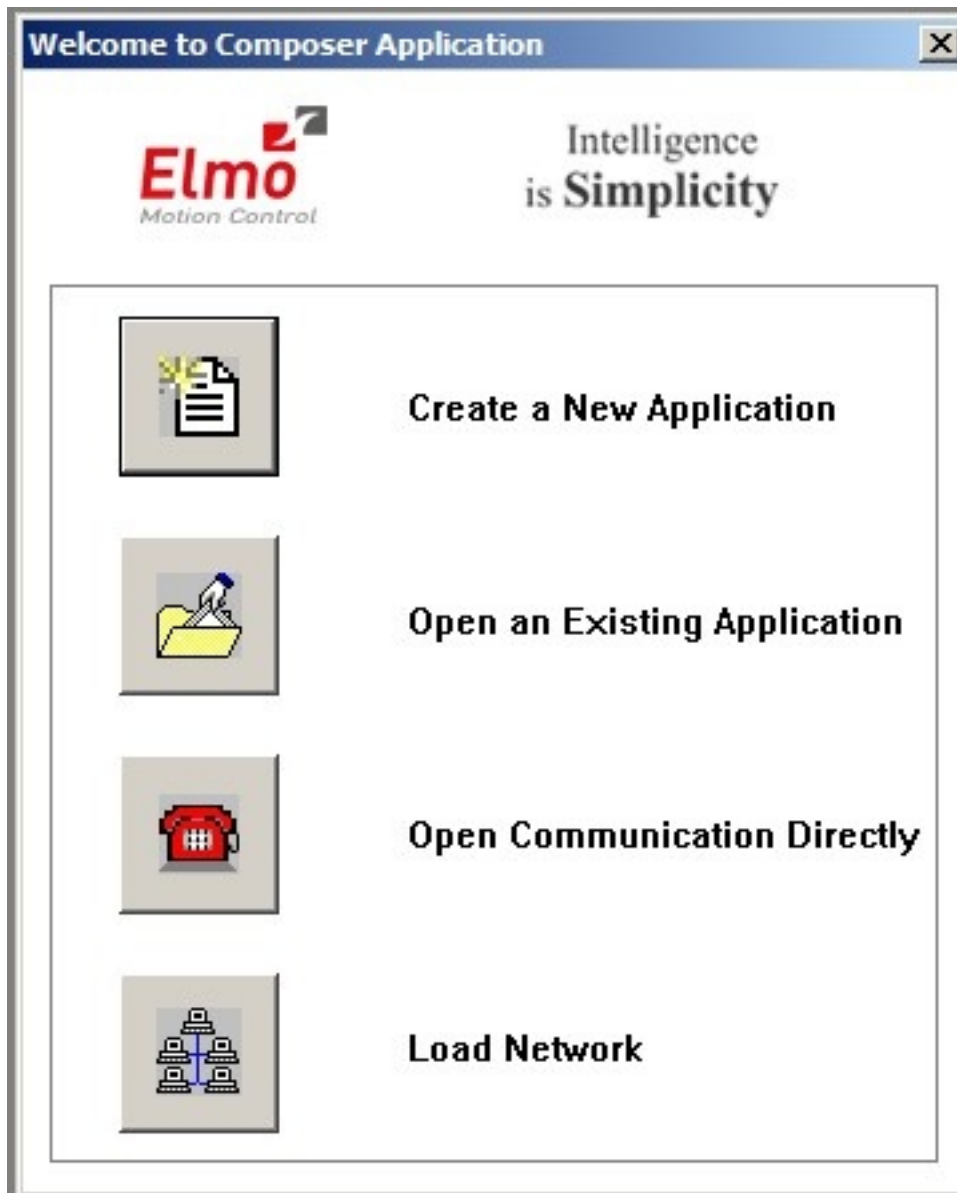 Welcome to Composer Application
Elmo
Motion Control
Intelligence
is Simplicity
Create a New Application
Open an Existing Application
Open Communication Directly
Load Network